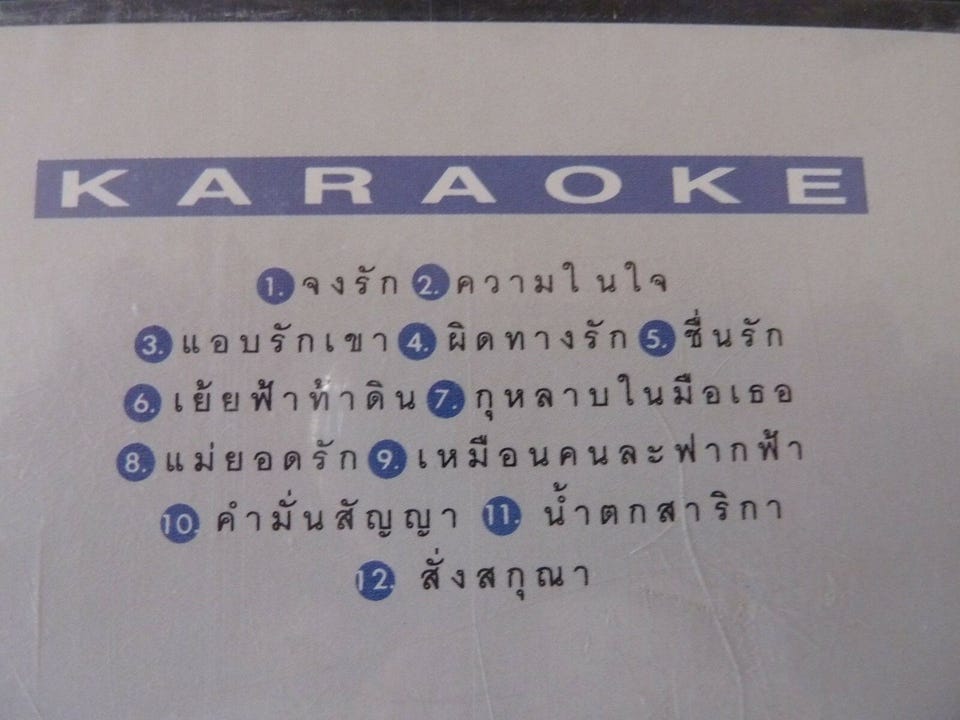 KARAOKE
1. จงรัก 2. ความในใจ
3. แอบรักเขา 4. ผิดทางรัก 5. ชื่นรัก
6. เย้ยฟ้าท้าดิน 7. กุหลาบในมือเธอ
8. แม่ยอดรัก 9. เหมือนคนละฟากฟ้า
10. คำมั่นสัญญา 11. น้ำตกสาริกา
12. สั่งสกุณา